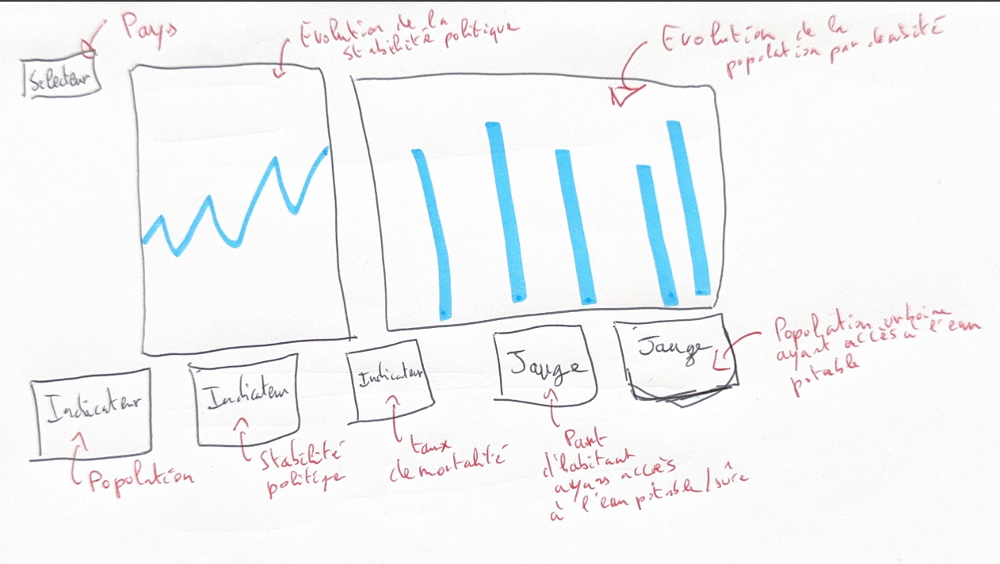 Pays
Selecteur
Evolution de la
stabilité politique
Evolution de la
population par densité
Indicateur
Population
Indicateur
Stabilité
politique
Indicateur
taux
de mortalité
Jauge
Part
d'habitant
ayans accès
à l'eau potable/sûre
Jauge
Population urbaine
ayant accès à l'eau
potable